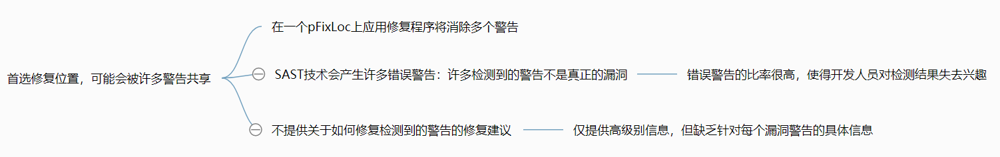 首选修复位置，可能会被许多警告共享
在一个pFixLoc上应用修复程序将消除多个警告
SAST技术会产生许多错误警告：许多检测到的警告不是真正的漏洞
错误警告的比率很高，使得开发人员对检测结果失去兴趣
不提供关于如何修复检测到的警告的修复建议
仅提供高级别信息，但缺乏针对每个漏洞警告的具体信息